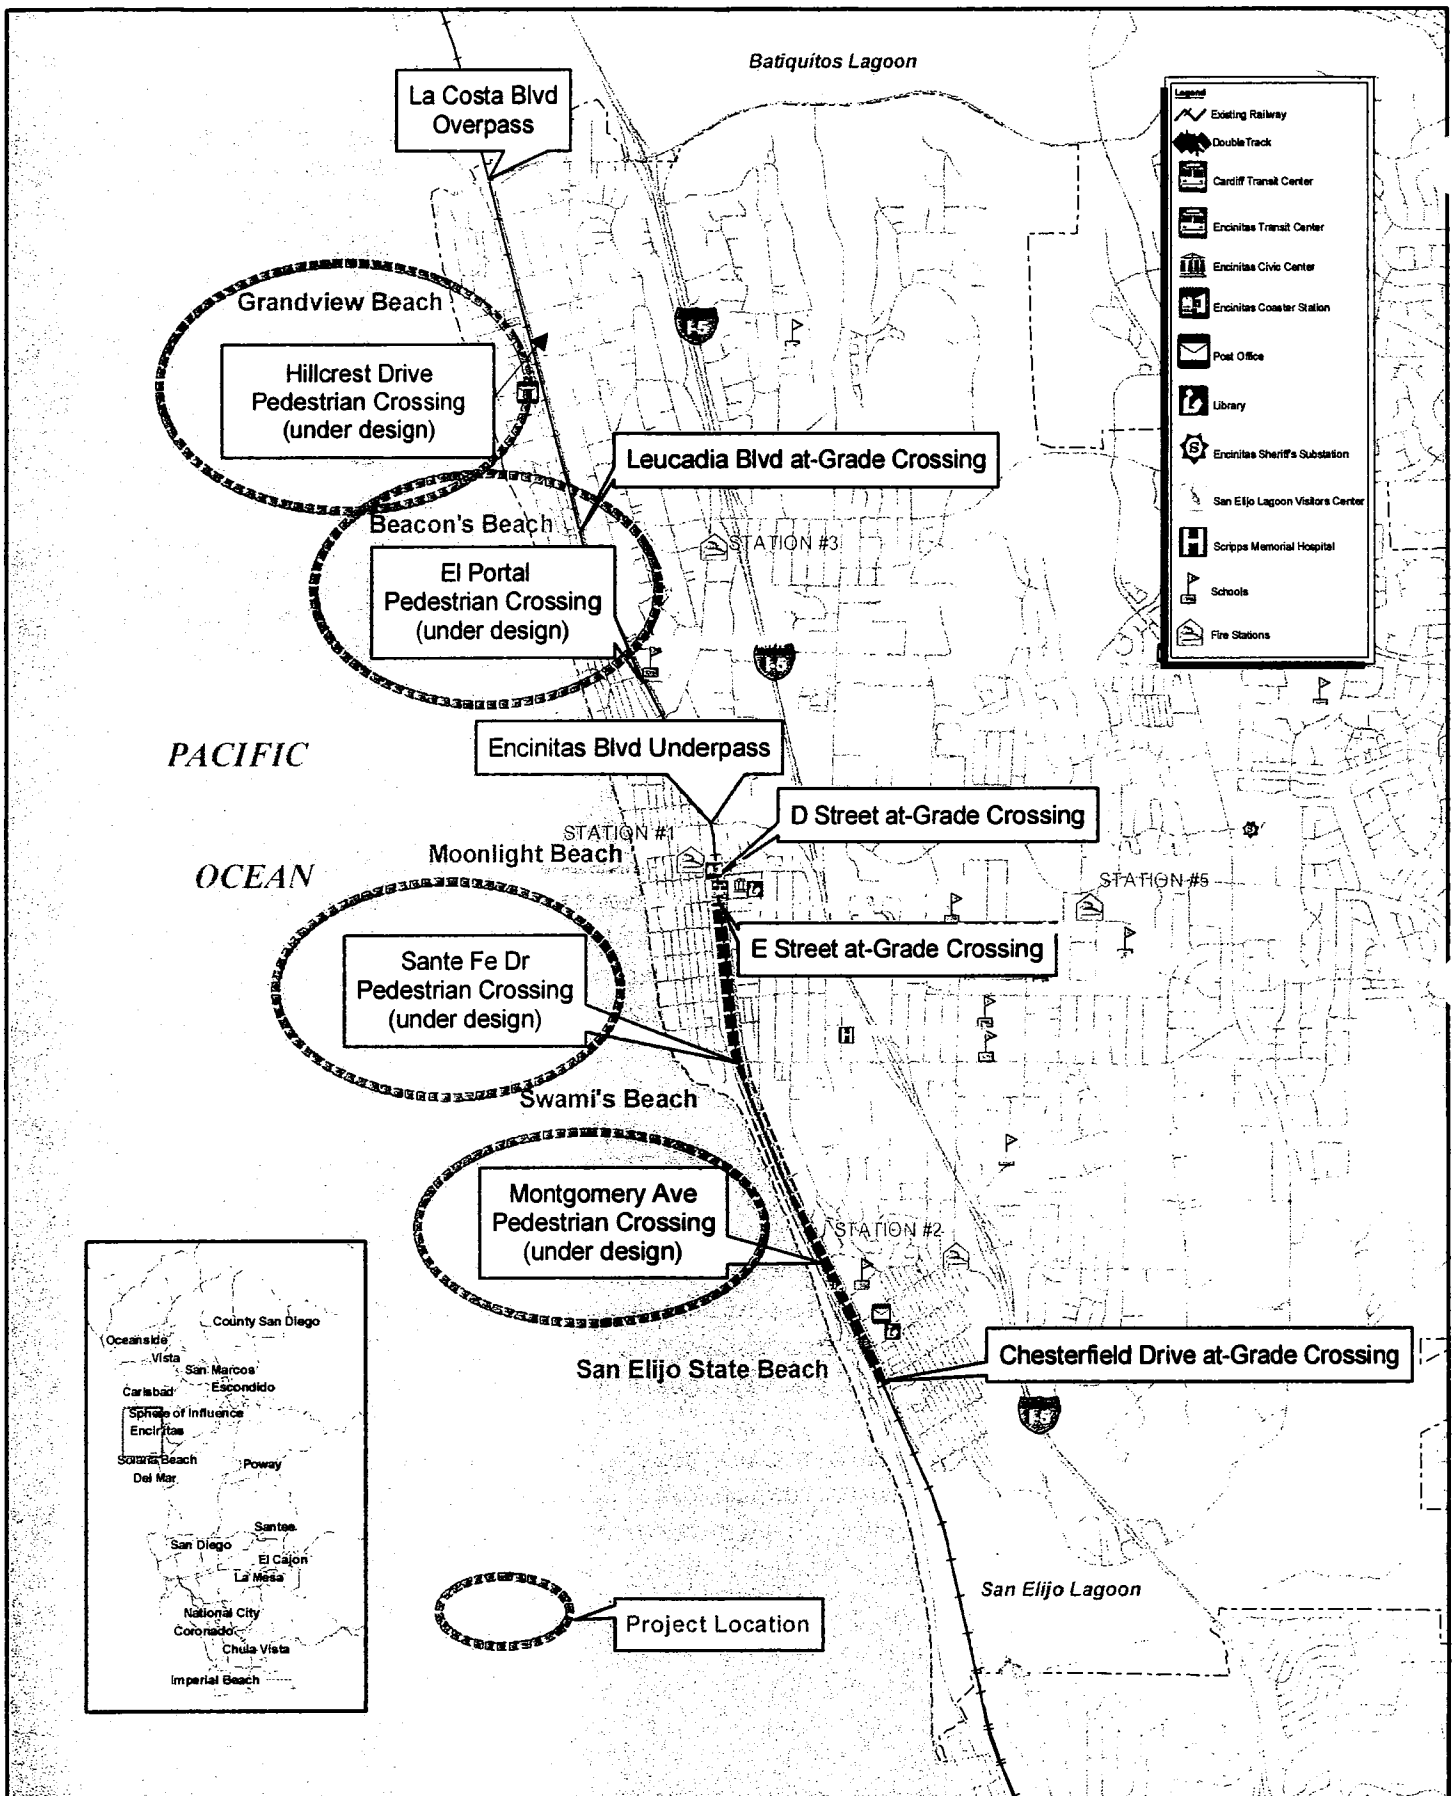 Batiquitos Lagoon
La Costa Blvd
Overpass
Legend
Existing Railway
DoubleTrack
Cardiff Transit Center
Encinitas Transit Center
Encinitas Civic Center
Encinitas Coaster Station
Post Office
Library
S
Encinitas Sheriff's Substation
San Elijo Lagoon Visitors Center
H
Scripps Memorial Hospital
Schools
Fire Stations
Grandview Beach
I-5
Hillcrest Drive
Pedestrian Crossing
(under design)
Leucadia Blvd at-Grade Crossing
Beacon's Beach
STATION #3
El Portal
Pedestrian Crossing
(under design)
I-5
PACIFIC
Encinitas Blvd Underpass
D Street at-Grade Crossing
STATION #1
Moonlight Beach
OCEAN
STATION #5
E Street at-Grade Crossing
Sante Fe Dr
Pedestrian Crossing
(under design)
H
Swami's Beach
Montgomery Ave
Pedestrian Crossing
(under design)
STATION #2
Chesterfield Drive at-Grade Crossing
San Elijo State Beach
I-5
County San Diego
Oceanside
Vista
San Marcos
Escondido
Carlsbad
Sphere of Influence
Encinitas
Solana Beach
Poway
Del Mar
Santee
San Diego
El Cajon
La Mesa
National City
Coronado
Chula Vista
Imperial Beach
San Elijo Lagoon
Project Location